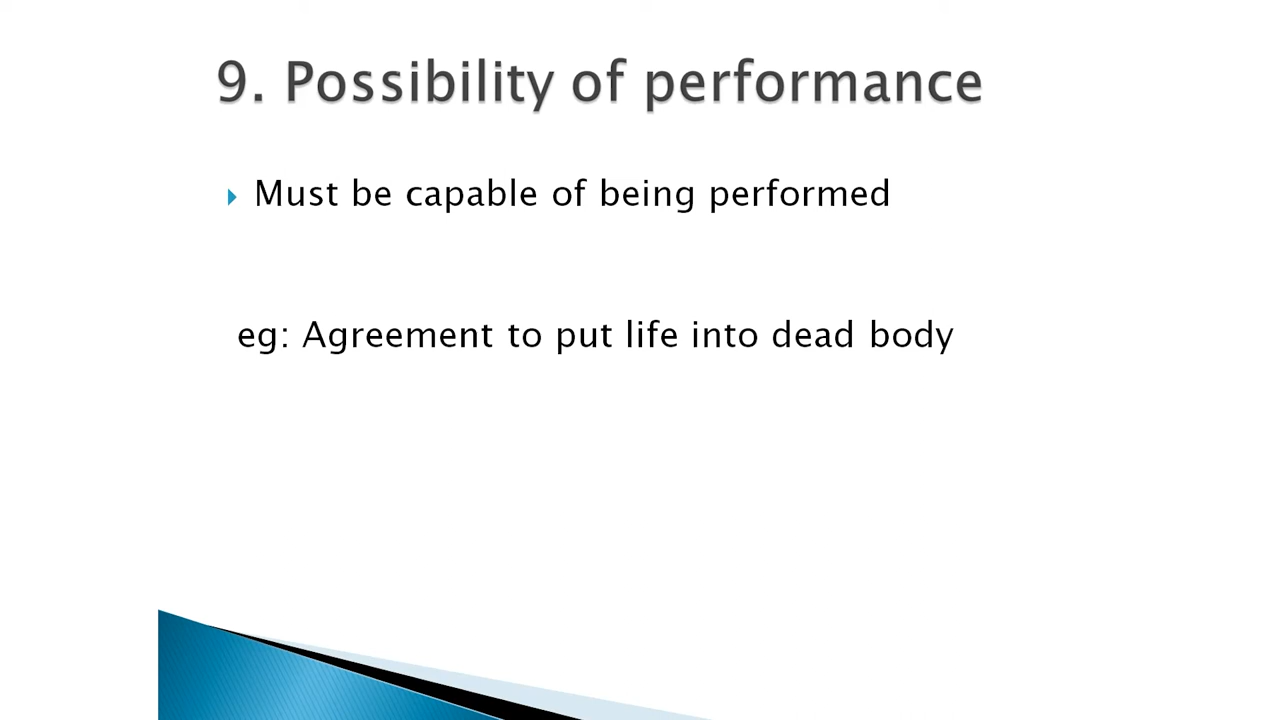 9. Possibility of performance
Must be capable of being performed
eg: Agreement to put life into dead body